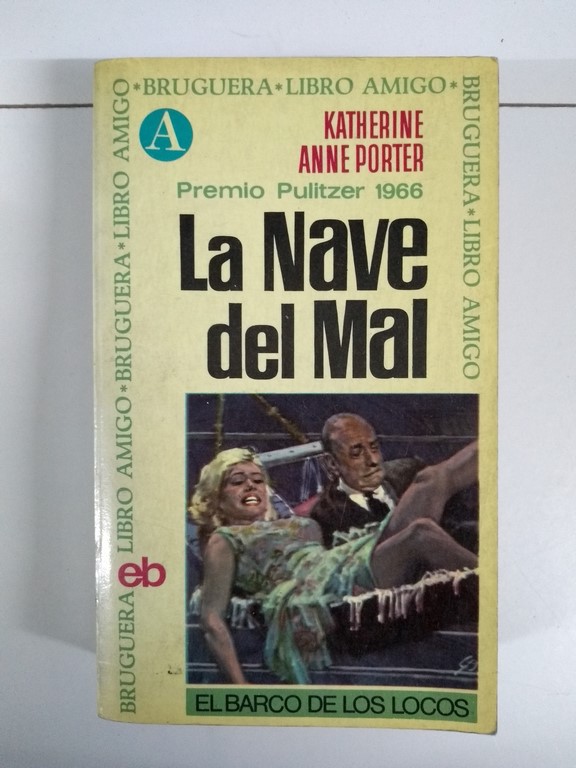 *BRUGUERA*LIBRO AMIGO*
BRUGUERA*LIBRO AMIGO
BRUGUERA LIBRO AMIGO*BRUGUERA*LIBRO AMIGO
A
KATHERINE
ANNE PORTER
Premio Pulitzer 1966
La Nave
del Mal
eb
EL BARCO DE LOS LOCOS